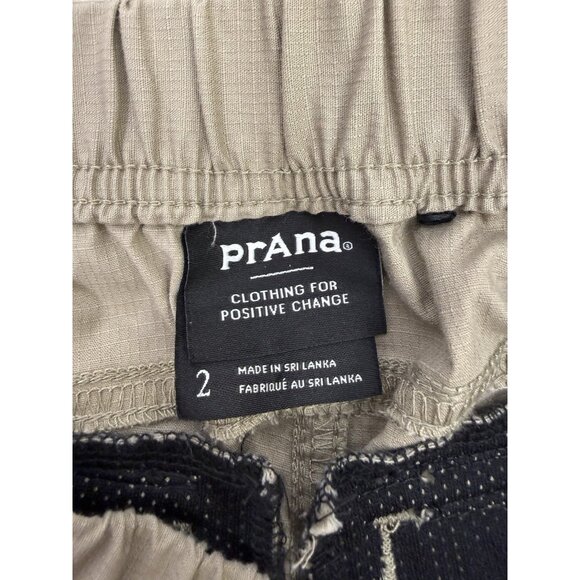 prAna®
CLOTHING FOR
POSITIVE CHANGE
2
MADE IN SRI LANKA
FABRIQUÉ AU SRI LANKA